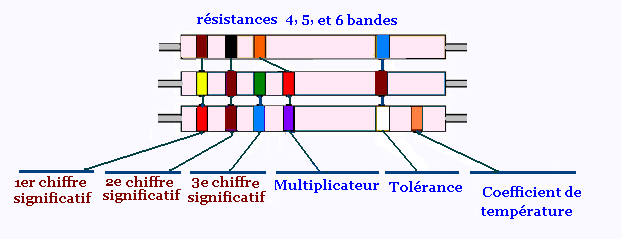 résistances 4, 5, et 6 bandes
1er chiffre
significatif
2e chiffre
significatif
3e chiffre
significatif
Multiplicateur
Tolérance
Coefficient de
température